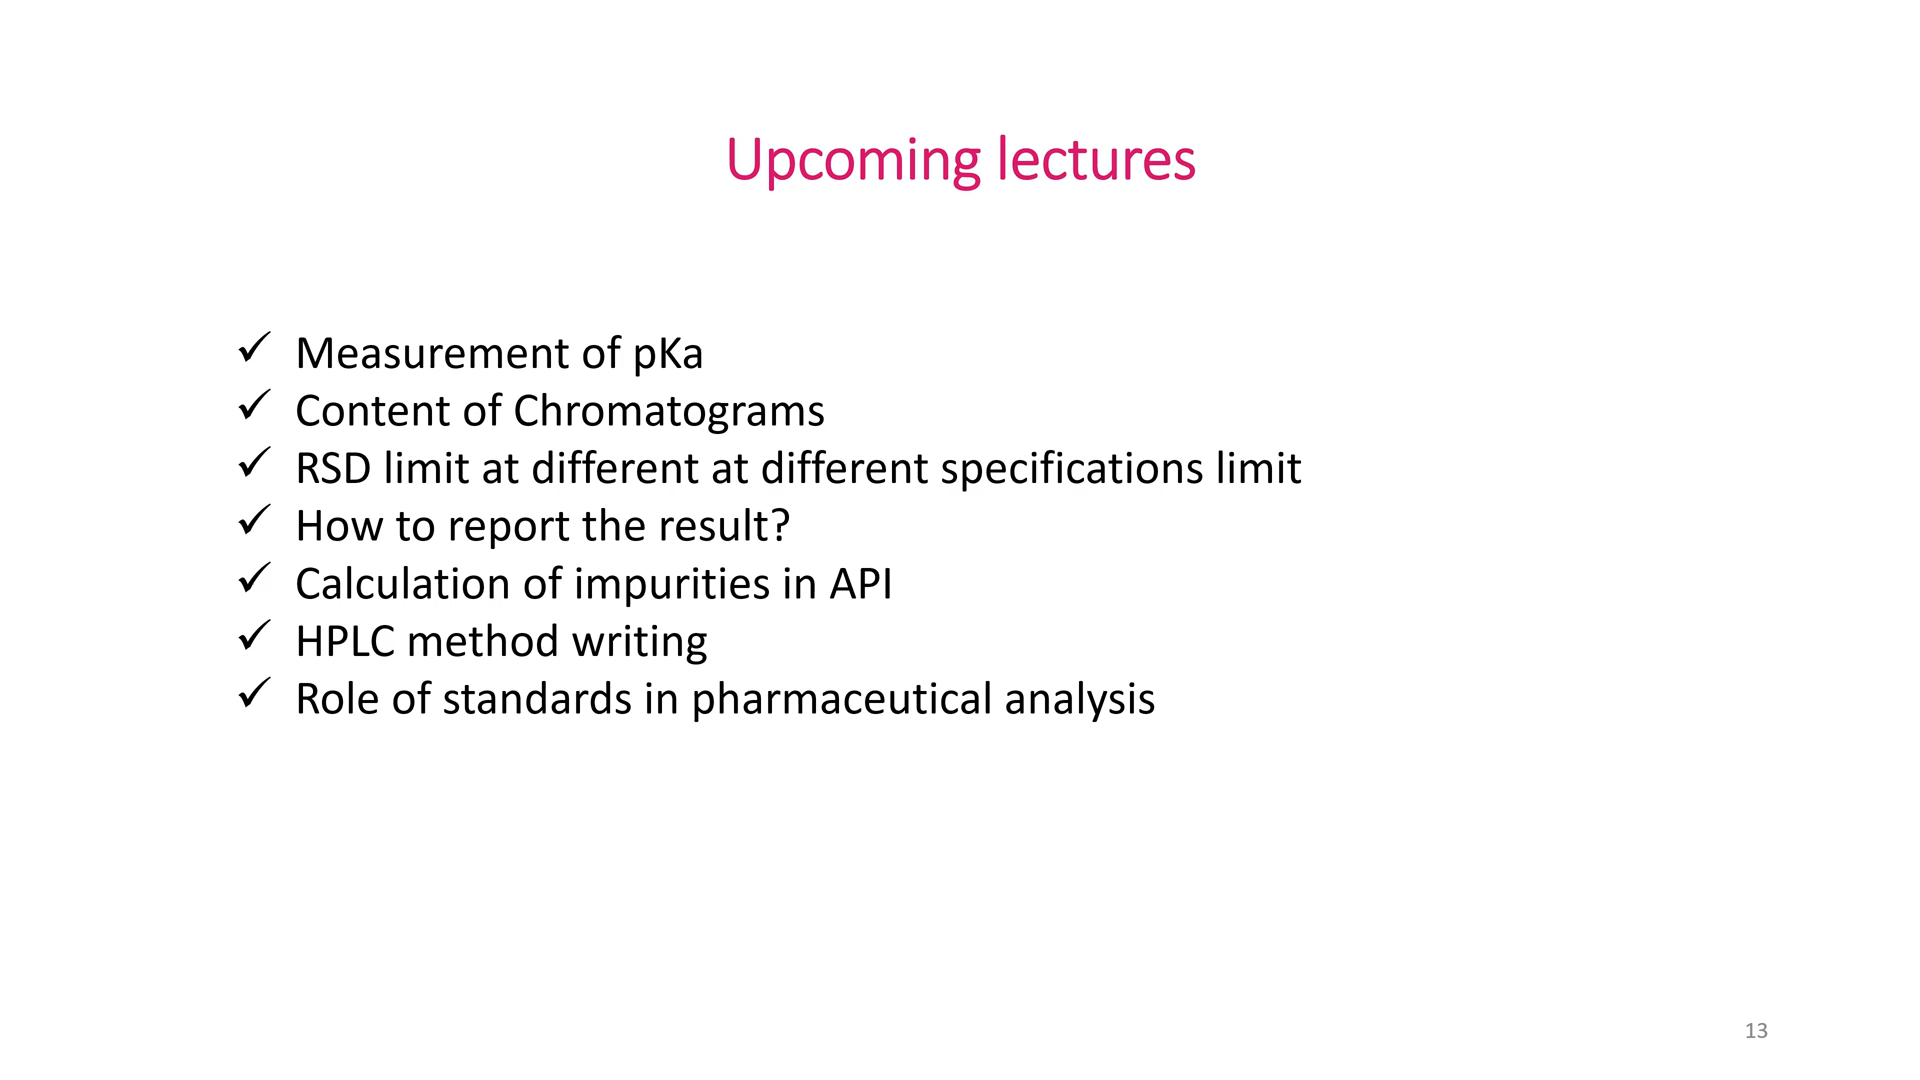 Upcoming lectures
✓ Measurement of pKa
✓ Content of Chromatograms
✓ RSD limit at different at different specifications limit
✓ How to report the result?
✓ Calculation of impurities in API
✓ HPLC method writing
✓ Role of standards in pharmaceutical analysis
13